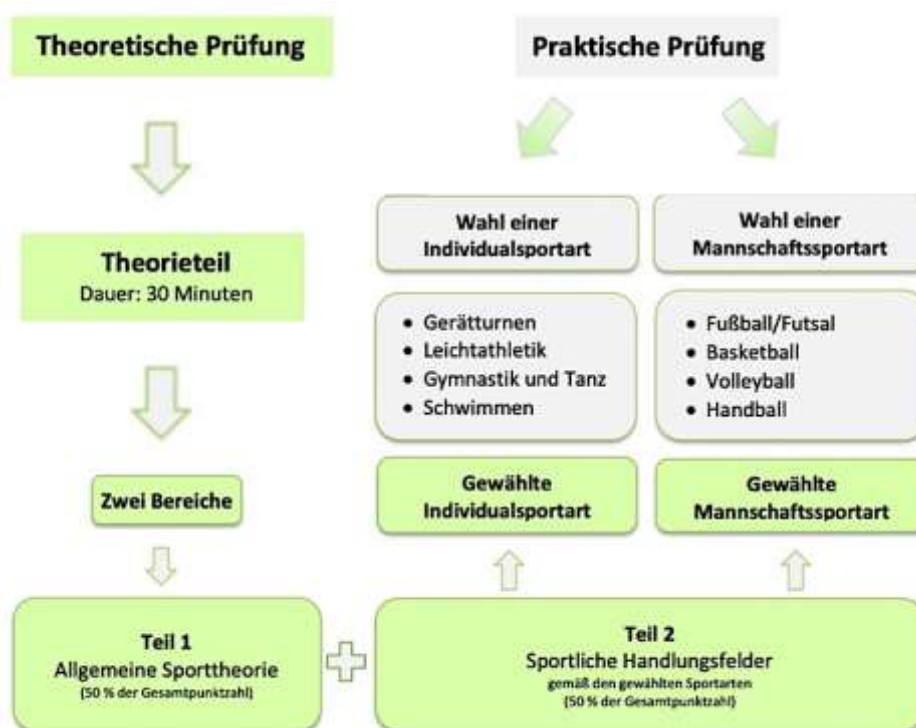 Theoretische Prüfung
Praktische Prüfung
Theorieteil
Dauer: 30 Minuten
Wahl einer
Individualsportart
Wahl einer
Mannschaftssportart
• Gerätturnen
• Leichtathletik
• Gymnastik und Tanz
• Schwimmen
• Fußball/Futsal
• Basketball
• Volleyball
• Handball
Zwei Bereiche
Gewählte
Individualsportart
Gewählte
Mannschaftssportart
Teil 1
Allgemeine Sporttheorie
(50 % der Gesamtpunktzahl)
Teil 2
Sportliche Handlungsfelder
gemäß den gewählten Sportarten
(50 % der Gesamtpunktzahl)